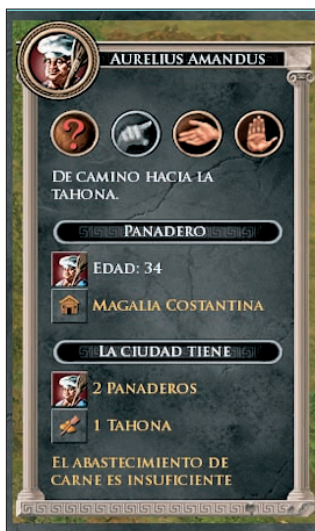 AURELIUS AMANDUS
?
DE CAMINO HACIA LA
TAHONA.
PANADERO
EDAD: 34
MAGALIA COSTANTINA
LA CIUDAD TIENE
2 PANADEROS
1 TAHONA
EL ABASTECIMIENTO DE
CARNE ES INSUFICIENTE